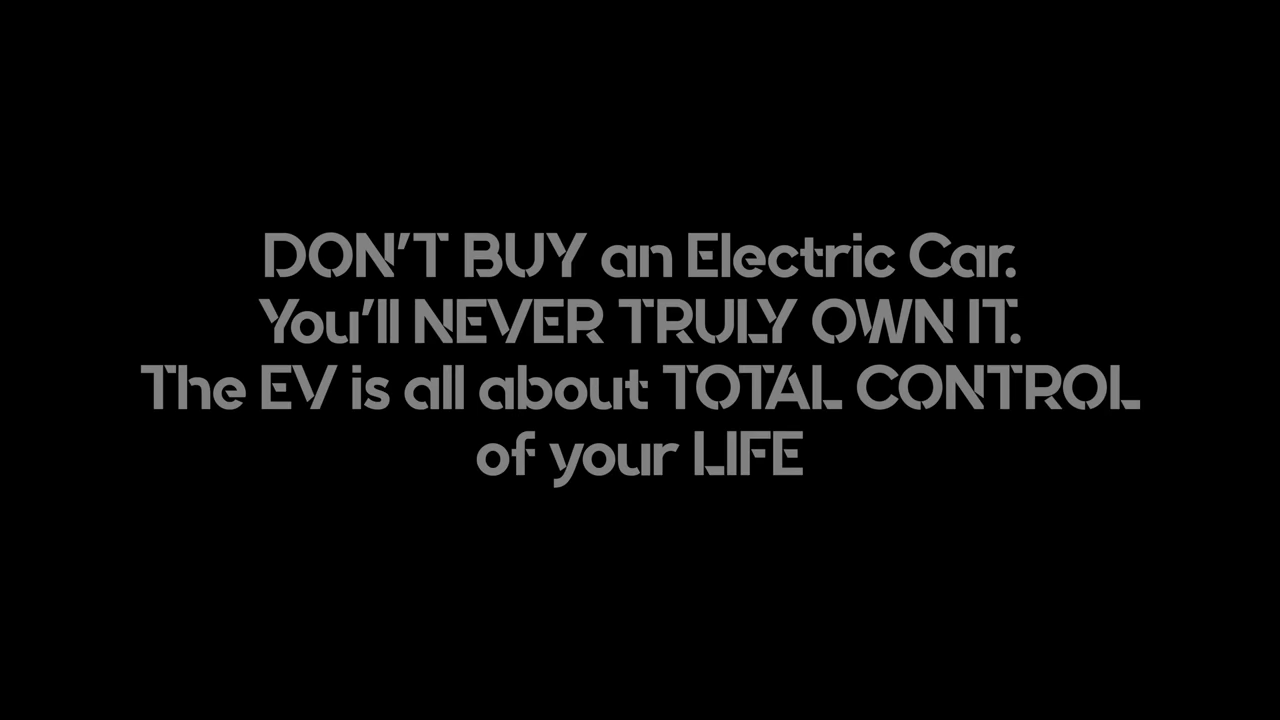 DON'T BUY an Electric Car.
You'll NEVER TRULY OWN IT.
The EV is all about TOTAL CONTROL
of your LIFE